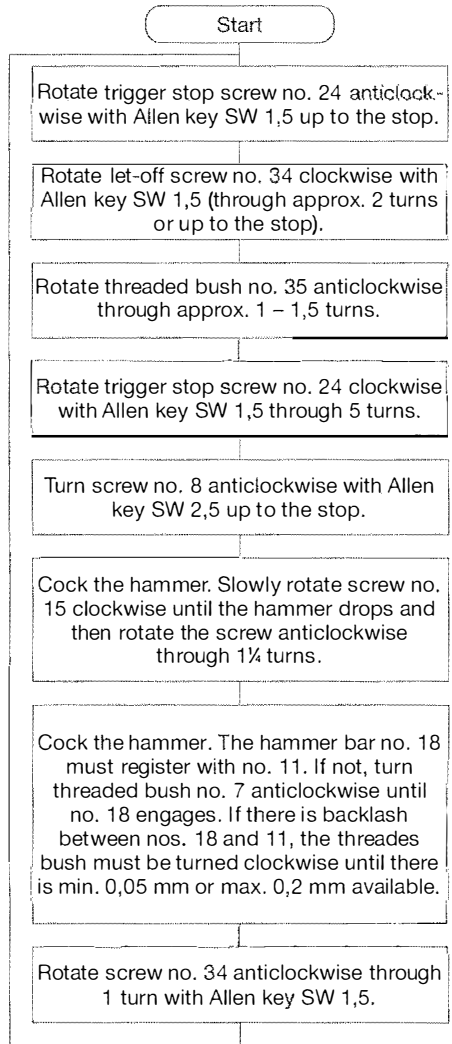 Start
Rotate trigger stop screw no. 24 anticlock-
wise with Allen key SW 1,5 up to the stop.
Rotate let-off screw no. 34 clockwise with
Allen key SW 1,5 (through approx. 2 turns
or up to the stop).
Rotate threaded bush no. 35 anticlockwise
through approx. 1 – 1,5 turns.
Rotate trigger stop screw no. 24 clockwise
with Allen key SW 1,5 through 5 turns.
Turn screw no. 8 anticlockwise with Allen
key SW 2,5 up to the stop.
Cock the hammer. Slowly rotate screw no.
15 clockwise until the hammer drops and
then rotate the screw anticlockwise
through 1¼ turns.
Cock the hammer. The hammer bar no. 18
must register with no. 11. If not, turn
threaded bush no. 7 anticlockwise until
no. 18 engages. If there is backlash
between nos. 18 and 11, the threades
bush must be turned clockwise until there
is min. 0,05 mm or max. 0,2 mm available.
Rotate screw no. 34 anticlockwise through
1 turn with Allen key SW 1,5.